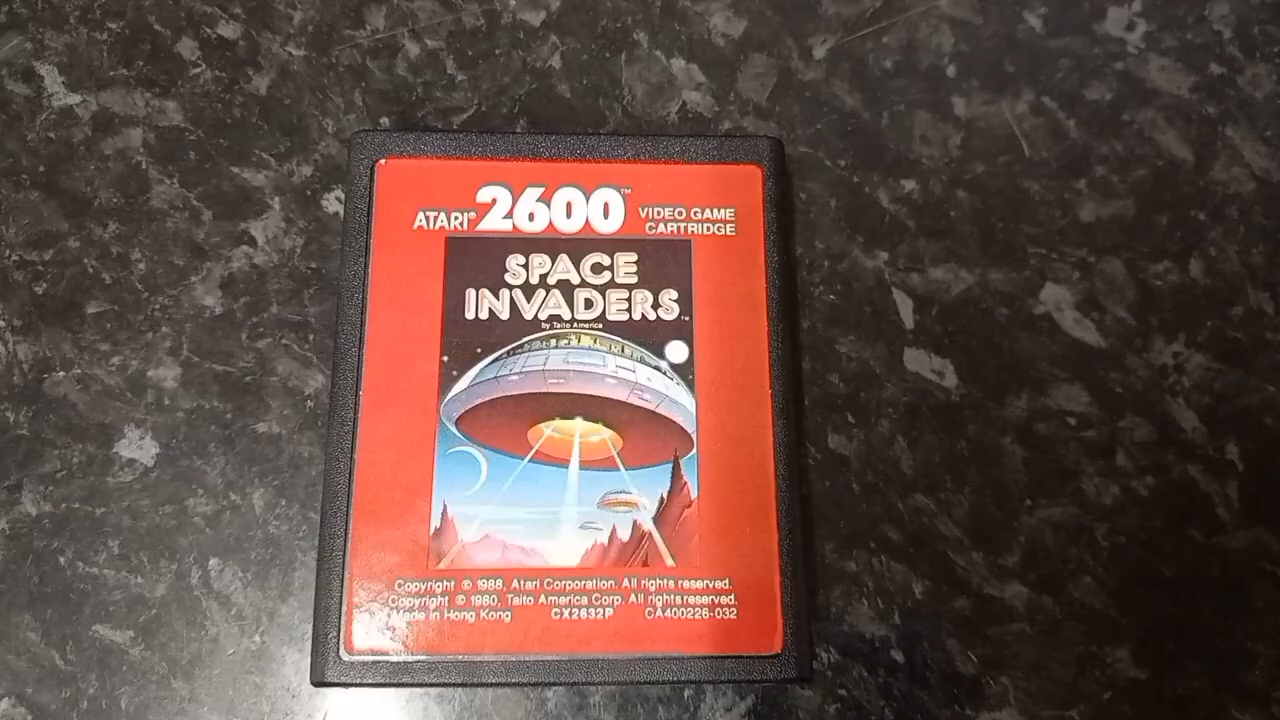 ATARI® 2600™ VIDEO GAME
CARTRIDGE
SPACE
INVADERS™
by Taito America
Copyright © 1988, Atari Corporation. All rights reserved.
Copyright © 1980, Taito America Corp. All rights reserved.
Made in Hong Kong CX2632P CA400226-032